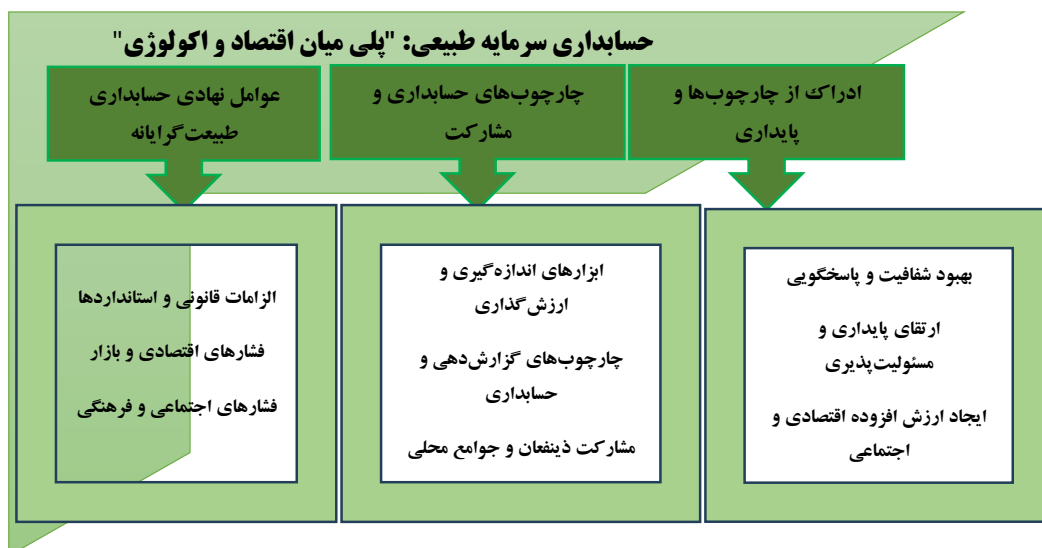 حسابداری سرمایه طبیعی: "پلی میان اقتصاد و اکولوژی"
ادراک از چارچوب‌ها و
پایداری
چارچوب‌های حسابداری و
مشارکت
عوامل نهادی حسابداری
طبیعت‌گرایانه
بهبود شفافیت و پاسخگویی
ارتقای پایداری و
مسئولیت‌پذیری
ایجاد ارزش افزوده اقتصادی و
اجتماعی
ابزارهای اندازه‌گیری و
ارزش‌گذاری
چارچوب‌های گزارش‌دهی و
حسابداری
مشارکت ذینفعان و جوامع محلی
الزامات قانونی و استانداردها
فشارهای اقتصادی و بازار
فشارهای اجتماعی و فرهنگی